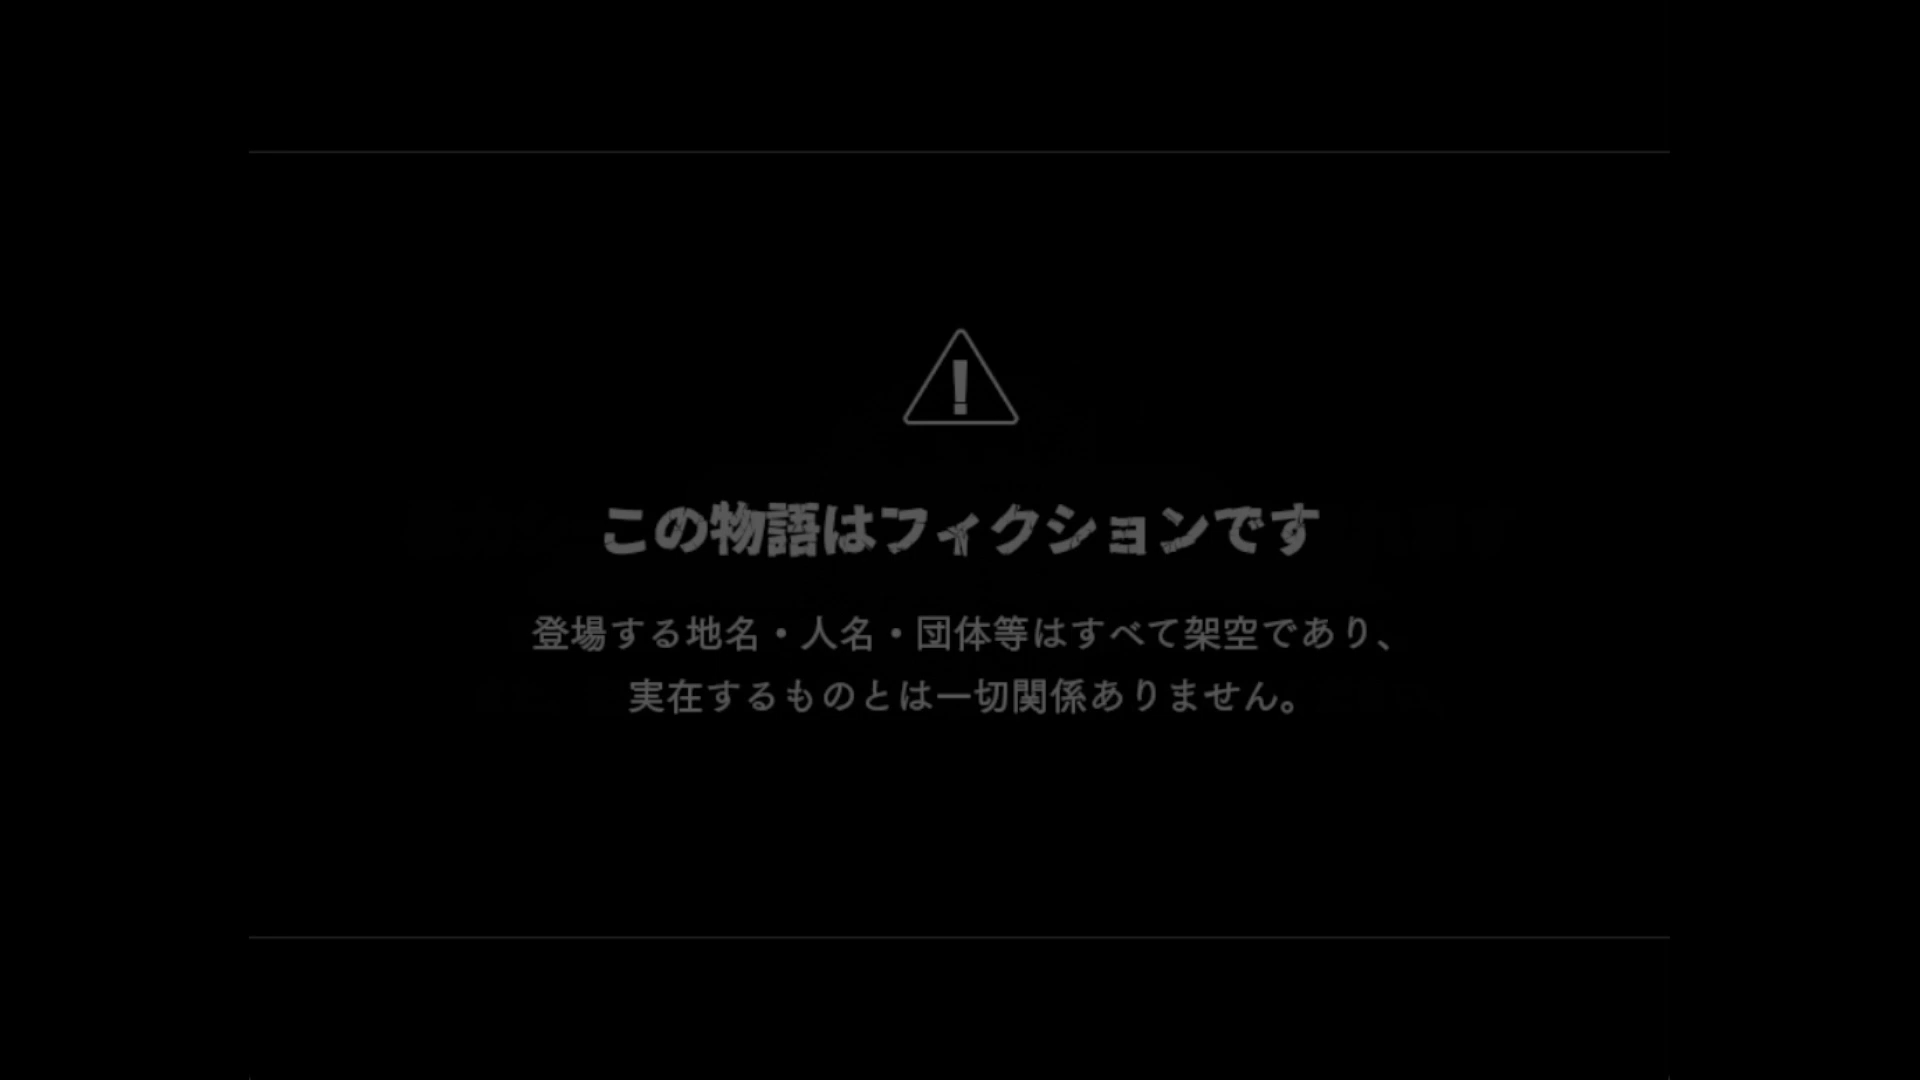 この物語はフィクションです
登場する地名・人名・団体等はすべて架空であり、
実在するものとは一切関係ありません。